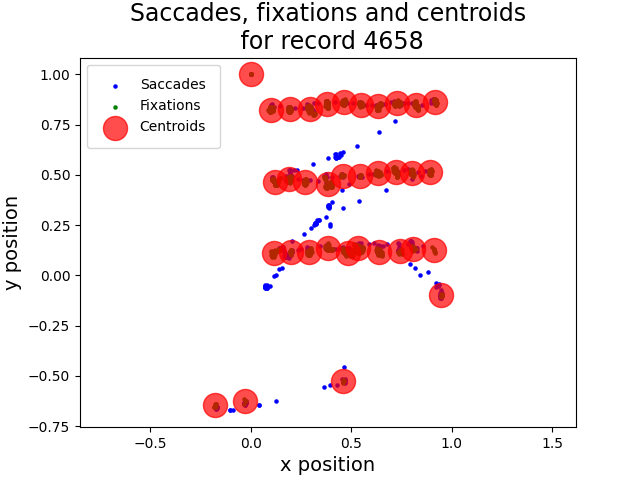 Saccades, fixations and centroids
for record 4658
Saccades
Fixations
Centroids
y position
1.00
0.75
0.50
0.25
0.00
−0.25
−0.50
−0.75
−0.5
0.0
0.5
1.0
1.5
x position